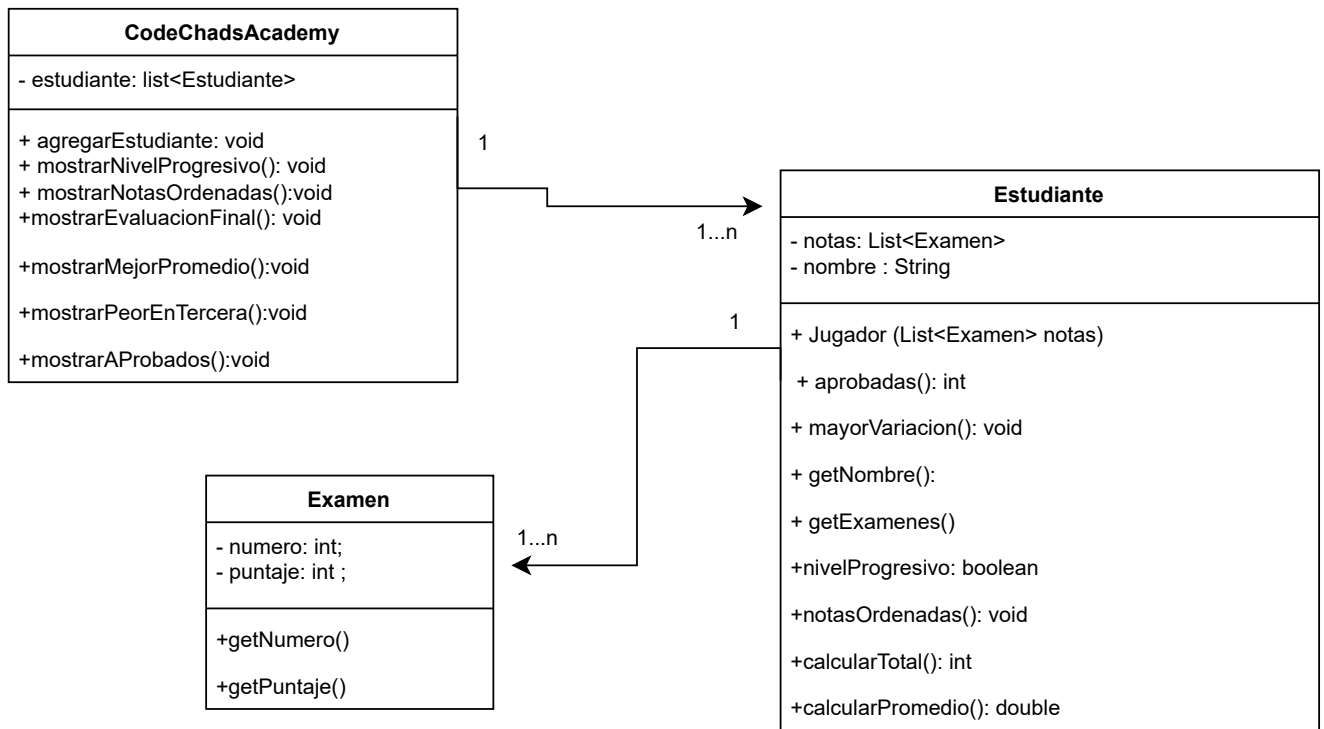 CodeChadsAcademy
- estudiante: list<Estudiante>
+ agregarEstudiante: void
+ mostrarNivelProgresivo(): void
+ mostrarNotasOrdenadas():void
+mostrarEvaluacionFinal(): void
+mostrarMejorPromedio():void
+mostrarPeorEnTercera():void
+mostrarAProbados():void
1
1...n
Estudiante
- notas: List<Examen>
- nombre : String
+ Jugador (List<Examen> notas)
+ aprobadas(): int
+ mayorVariacion(): void
+ getNombre():
+ getExamenes()
+nivelProgresivo: boolean
+notasOrdenadas(): void
+calcularTotal(): int
+calcularPromedio(): double
1
1...n
Examen
- numero: int;
- puntaje: int ;
+getNumero()
+getPuntaje()